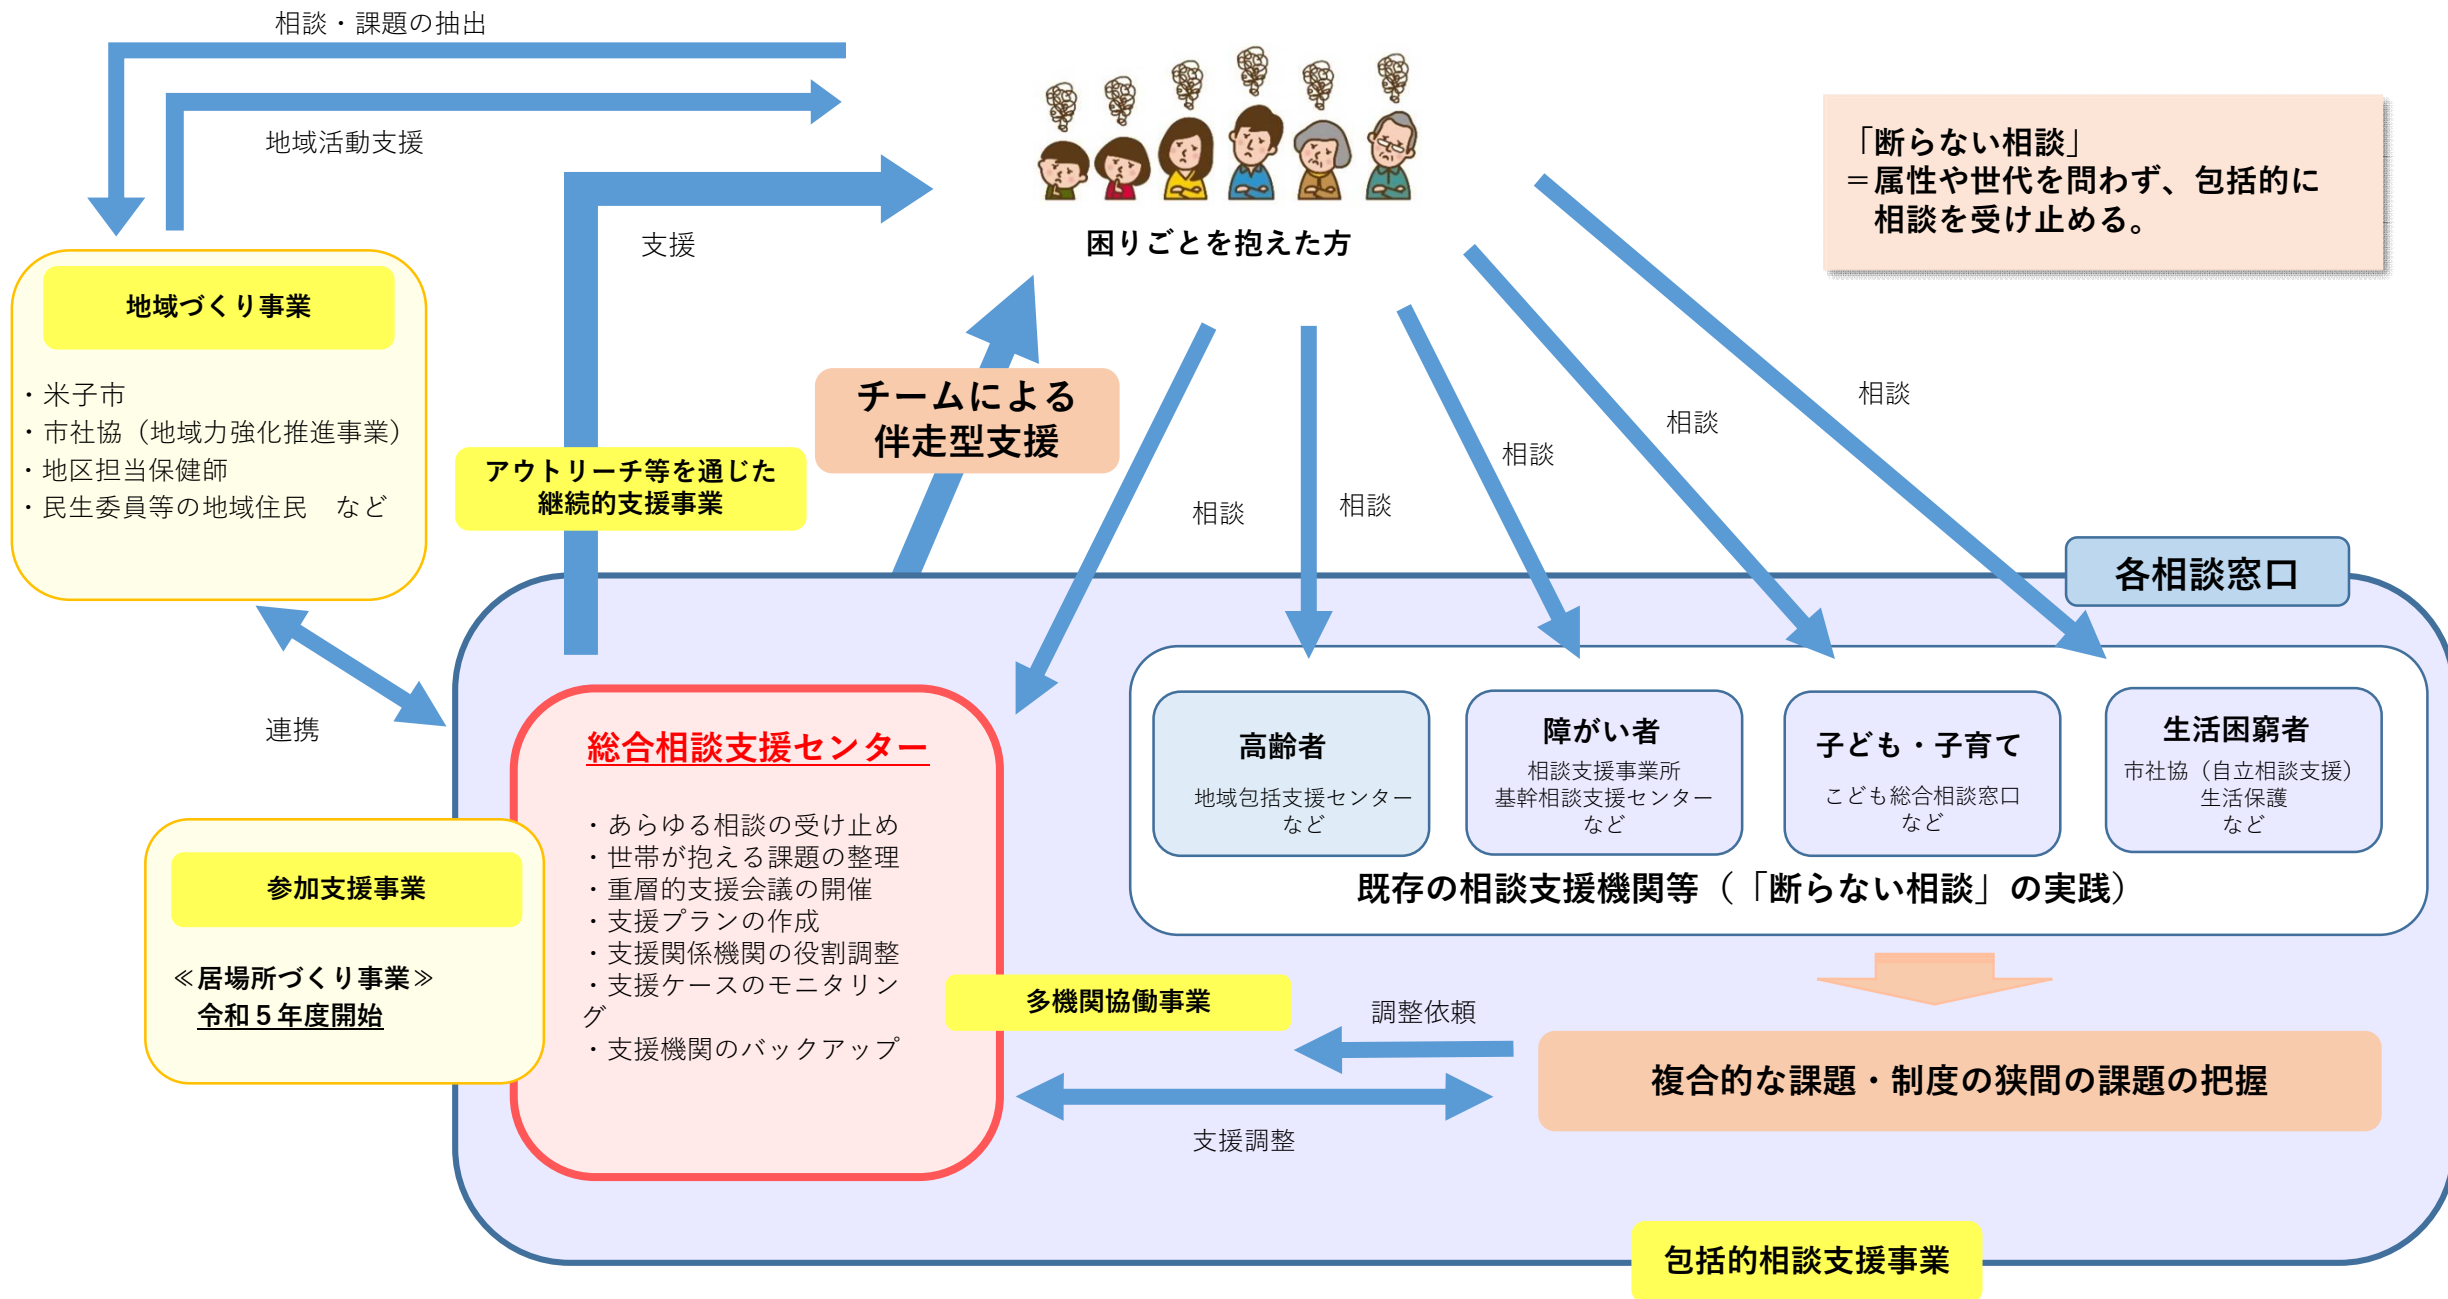 相談・課題の抽出
地域活動支援
支援
困りごとを抱えた方
「断らない相談」
＝属性や世代を問わず、包括的に
相談を受け止める。
地域づくり事業
・米子市
・市社協（地域力強化推進事業）
・地区担当保健師
・民生委員等の地域住民　など
アウトリーチ等を通じた
継続的支援事業
チームによる
伴走型支援
相談
相談
相談
相談
相談
各相談窓口
連携
総合相談支援センター
・あらゆる相談の受け止め
・世帯が抱える課題の整理
・重層的支援会議の開催
・支援プランの作成
・支援関係機関の役割調整
・支援ケースのモニタリン
グ
・支援機関のバックアップ
参加支援事業
≪居場所づくり事業≫
令和５年度開始
高齢者
地域包括支援センター
など
障がい者
相談支援事業所
基幹相談支援センター
など
子ども・子育て
こども総合相談窓口
など
生活困窮者
市社協（自立相談支援）
生活保護
など
既存の相談支援機関等（「断らない相談」の実践）
多機関協働事業
調整依頼
支援調整
複合的な課題・制度の狭間の課題の把握
包括的相談支援事業